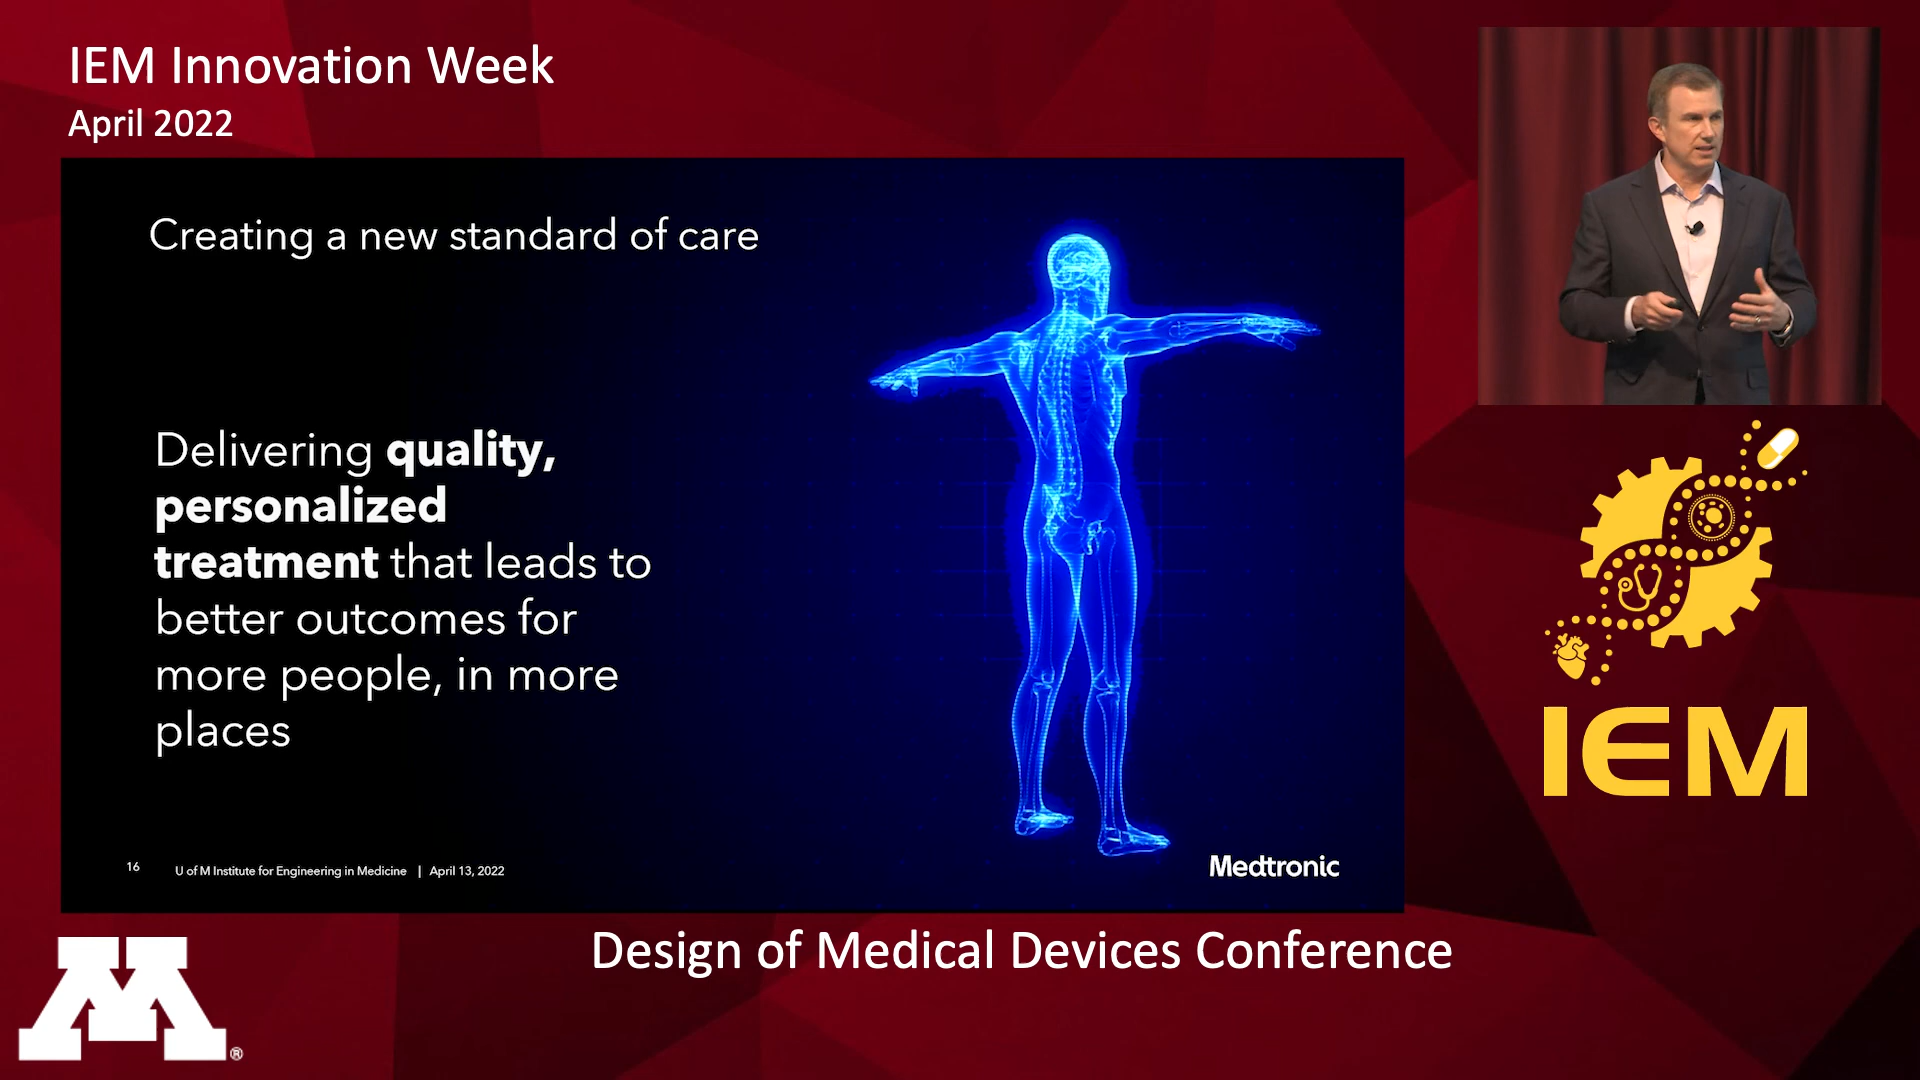 IEM Innovation Week
April 2022
Creating a new standard of care
Delivering quality,
personalized
treatment that leads to
better outcomes for
more people, in more
places
16 U of M Institute for Engineering in Medicine | April 13, 2022
Medtronic
IEM
Design of Medical Devices Conference
M®